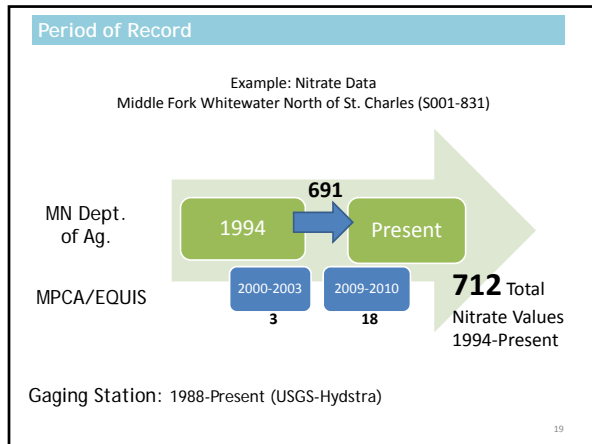 Period of Record
Example: Nitrate Data
Middle Fork Whitewater North of St. Charles (S001-831)
691
MN Dept.
of Ag.
1994
Present
MPCA/EQUIS
2000-2003
2009-2010
3
18
712 Total
Nitrate Values
1994-Present
Gaging Station: 1988-Present (USGS-Hydstra)
19